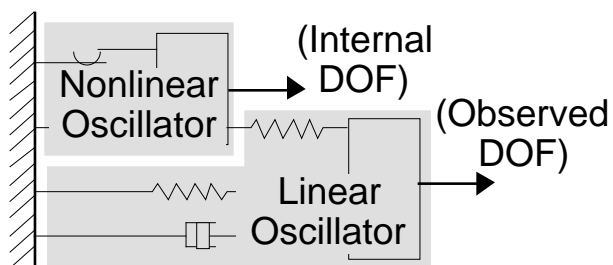 (Internal
DOF)
Nonlinear
Oscillator
(Observed
DOF)
Linear
Oscillator